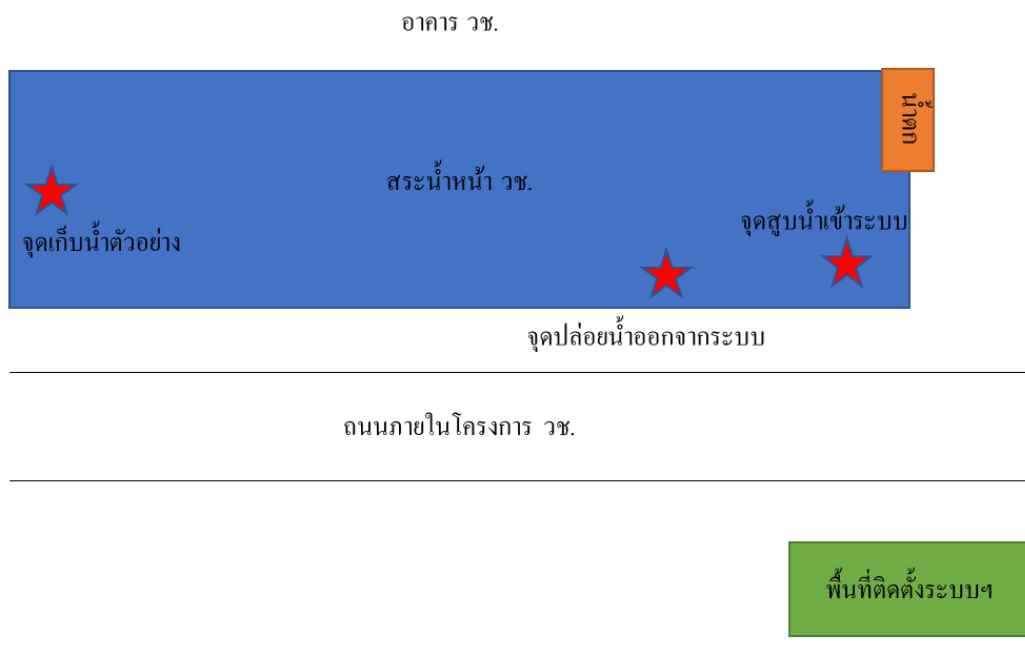 อาคาร วช.
น้ำตก
สระน้ำหน้า วช.
จุดสูบน้ำเข้าระบบ
จุดเก็บน้ำตัวอย่าง
จุดปล่อยน้ำออกจากระบบ
ถนนภายในโครงการ วช.
พื้นที่ติดตั้งระบบฯ